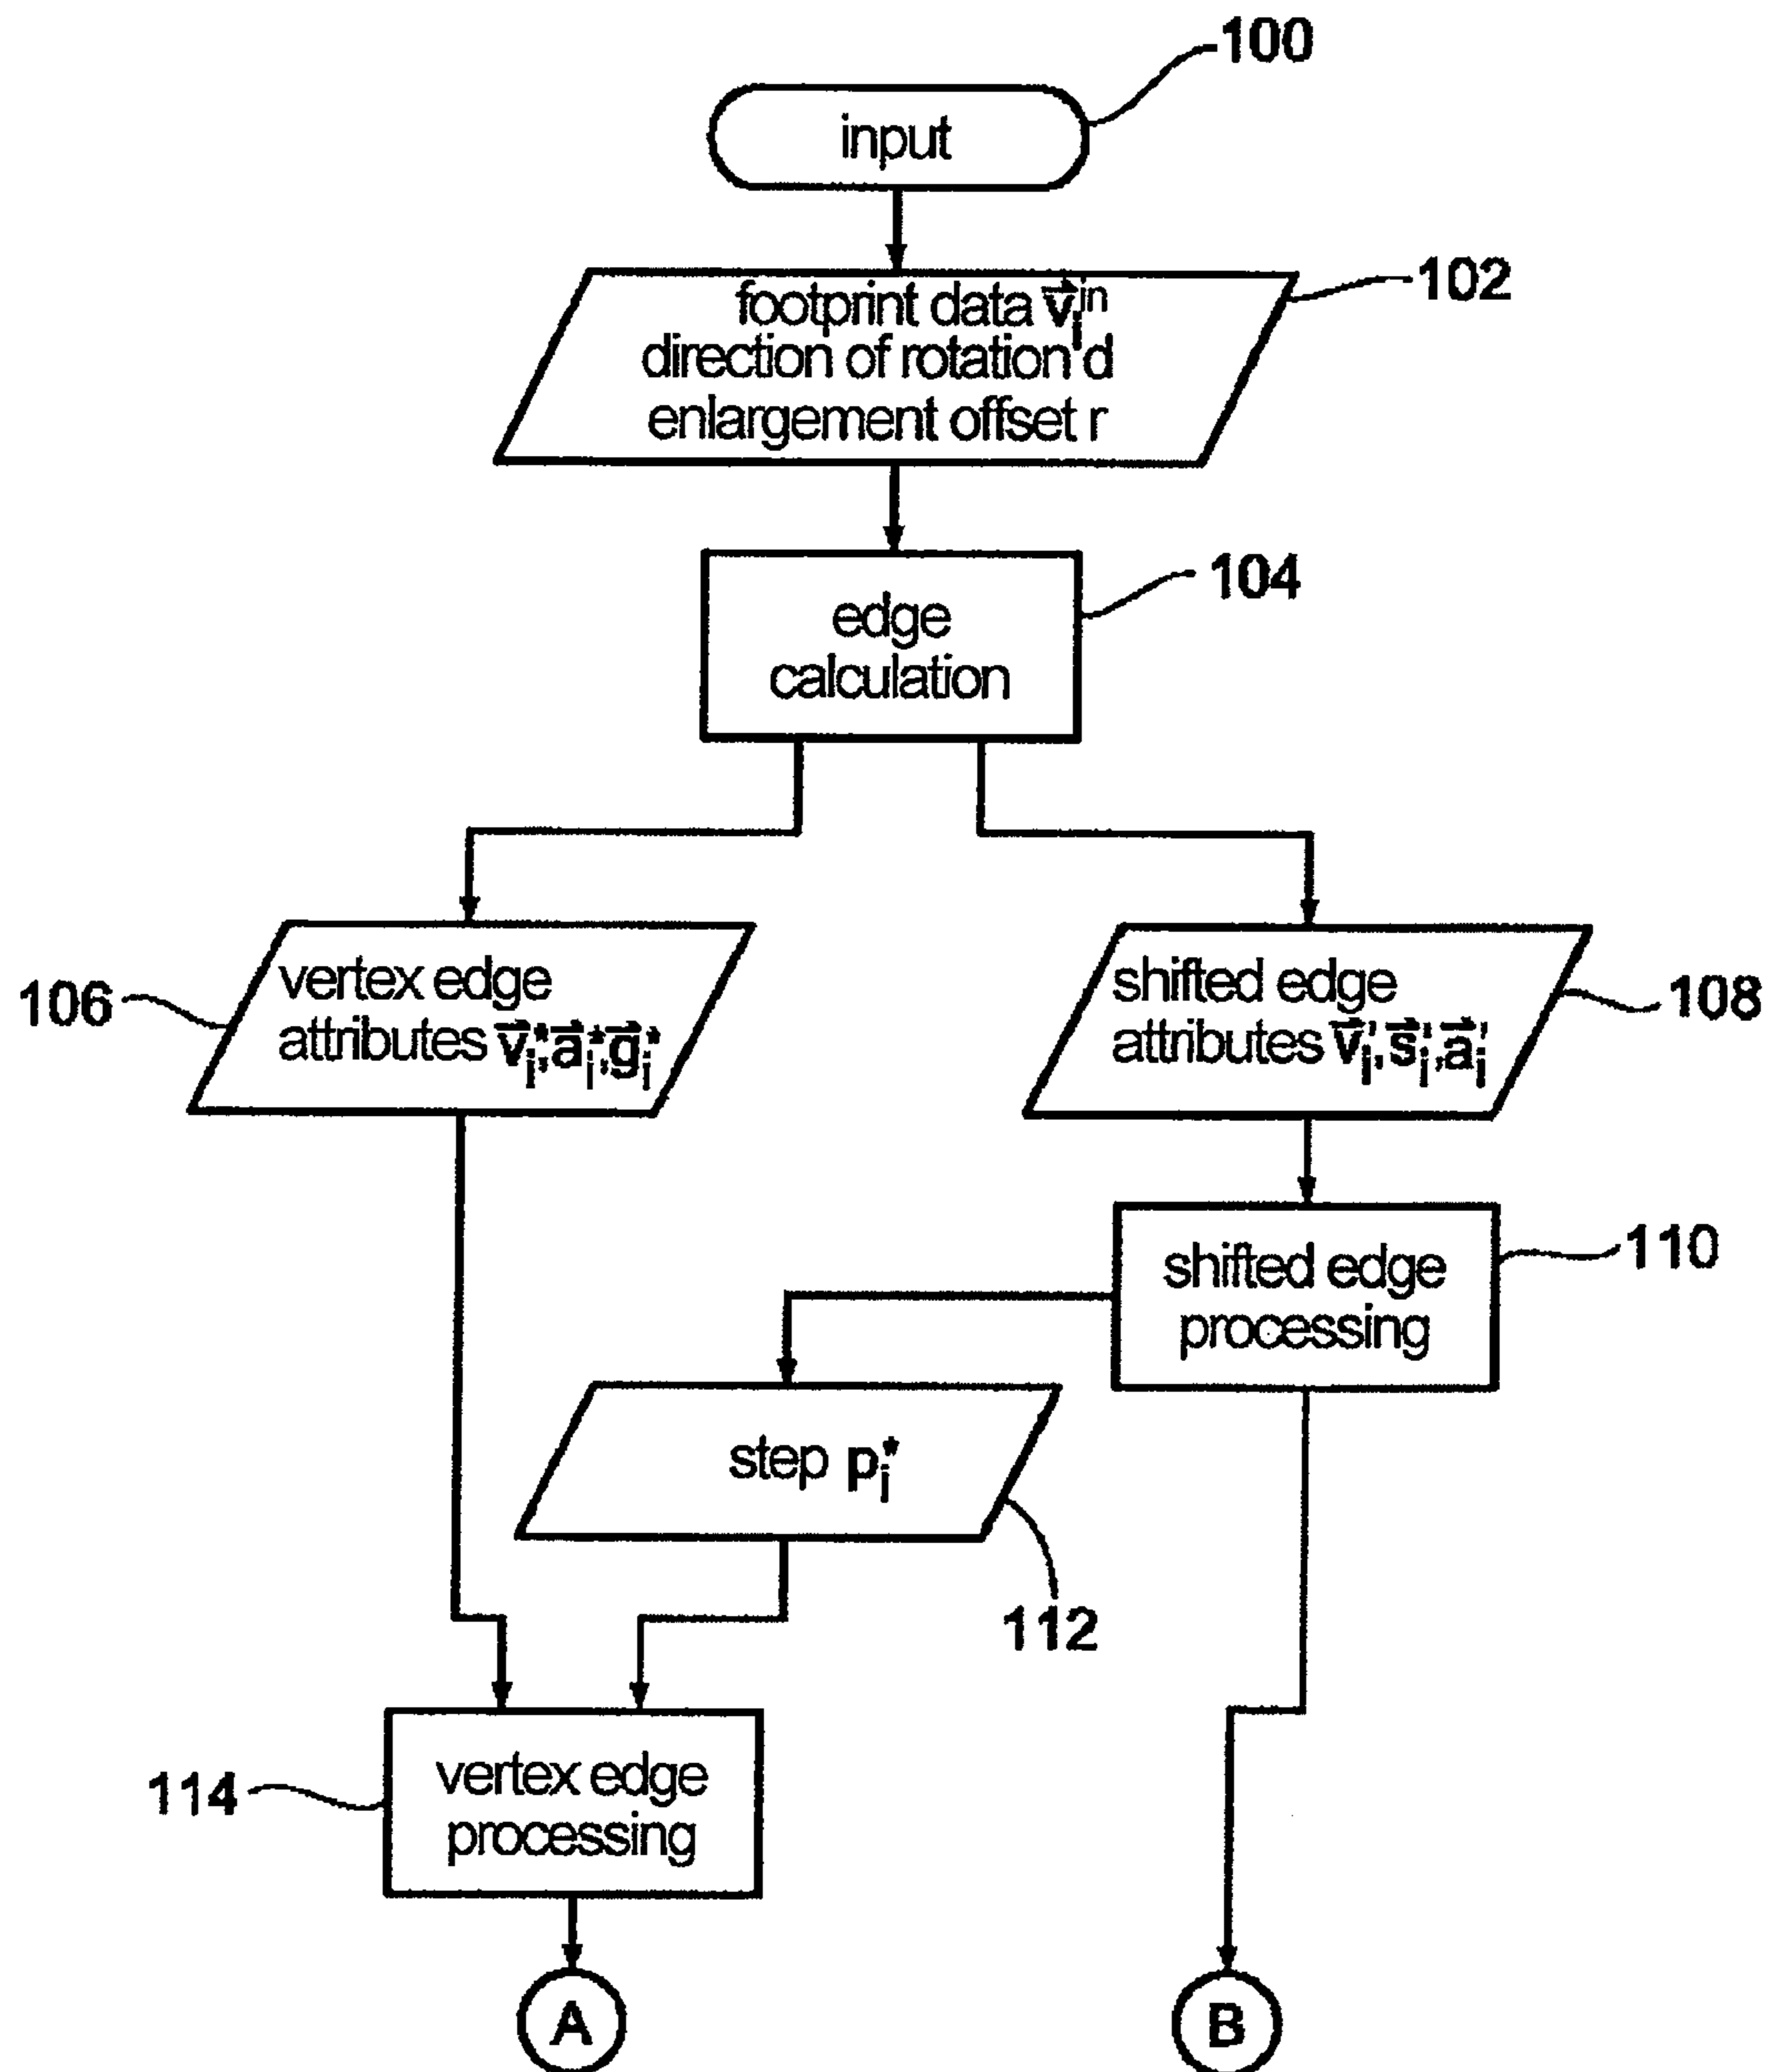 100
input
102
footprint data v⃗ᵢⁱⁿ
direction of rotation d
enlargement offset r
104
edge
calculation
106
vertex edge
attributes v⃗ᵢ*,a⃗ᵢ*,g⃗ᵢ*
108
shifted edge
attributes v⃗ᵢ',s⃗ᵢ',a⃗ᵢ'
110
shifted edge
processing
step pᵢ*
112
114
vertex edge
processing
A
B